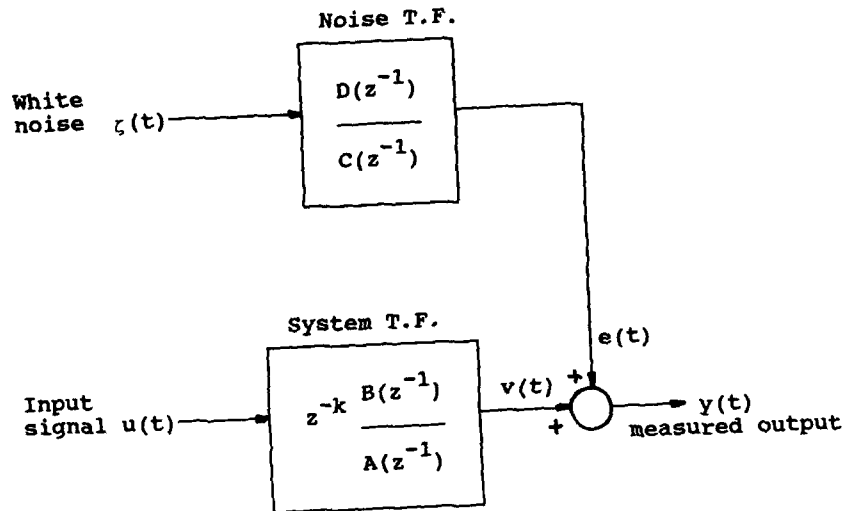 Noise T.F.
White
noise ζ(t)
D(z⁻¹)
C(z⁻¹)
System T.F.
e(t)
Input
signal u(t)
z⁻ᵏ B(z⁻¹)
A(z⁻¹)
v(t)
+
+
y(t)
measured output